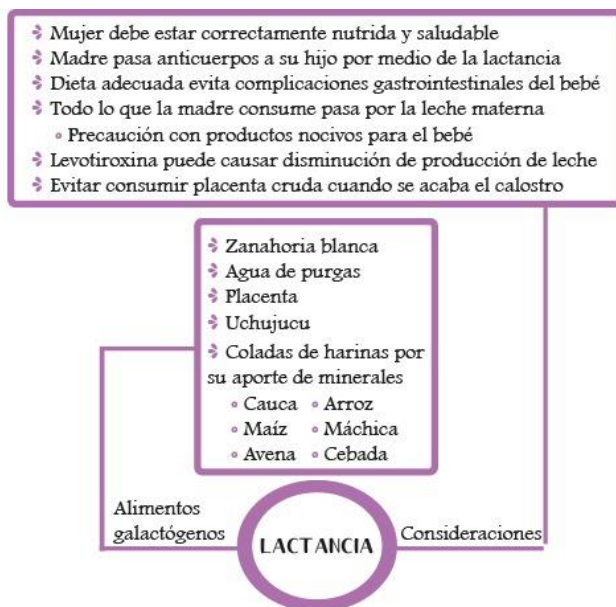 Mujer debe estar correctamente nutrida y saludable
Madre pasa anticuerpos a su hijo por medio de la lactancia
Dieta adecuada evita complicaciones gastrointestinales del bebé
Todo lo que la madre consume pasa por la leche materna
Precaución con productos nocivos para el bebé
Levotiroxina puede causar disminución de producción de leche
Evitar consumir placenta cruda cuando se acaba el calostro
Zanahoria blanca
Agua de purgas
Placenta
Uchujucu
Coladas de harinas por
su aporte de minerales
Cauca Arroz
Maíz Máchica
Avena Cebada
Alimentos
galactógenos
LACTANCIA
Consideraciones